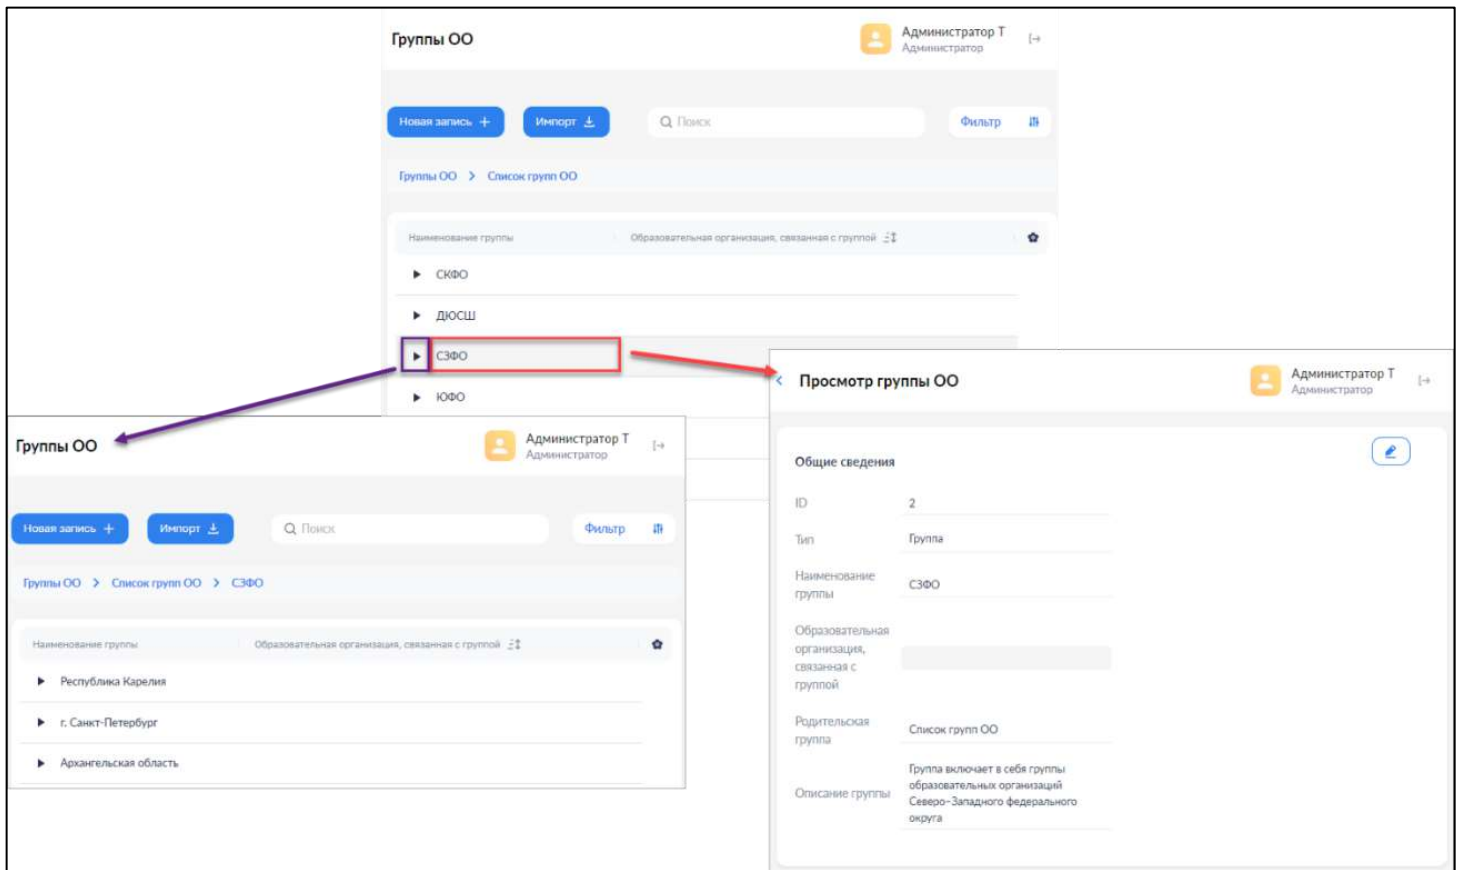 Группы ОО
Администратор Т
Администратор
Новая запись +
Импорт
Поиск
Фильтр
Группы ОО > Список групп ОО
Наименование группы
Образовательная организация, связанная с группой
СКФО
ДЮСШ
СЗФО
ЮФО
Группы ОО
Администратор Т
Администратор
Новая запись +
Импорт
Поиск
Фильтр
Группы ОО > Список групп ОО > СЗФО
Наименование группы
Образовательная организация, связанная с группой
Республика Карелия
г. Санкт-Петербург
Архангельская область
Просмотр группы ОО
Администратор Т
Администратор
Общие сведения
ID
2
Тип
Группа
Наименование
группы
СЗФО
Образовательная
организация,
связанная с
группой
Родительская
группа
Список групп ОО
Описание группы
Группа включает в себя группы
образовательных организаций
Северо-Западного федерального
округа